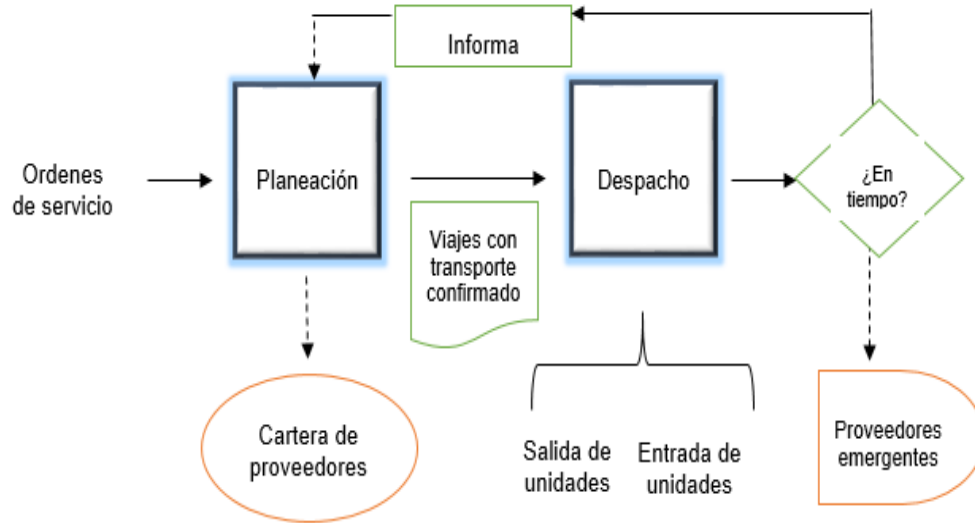 Informa
Ordenes
de servicio
Planeación
Viajes con
transporte
confirmado
Despacho
¿En
tiempo?
Cartera de
proveedores
Salida de
unidades
Entrada de
unidades
Proveedores
emergentes